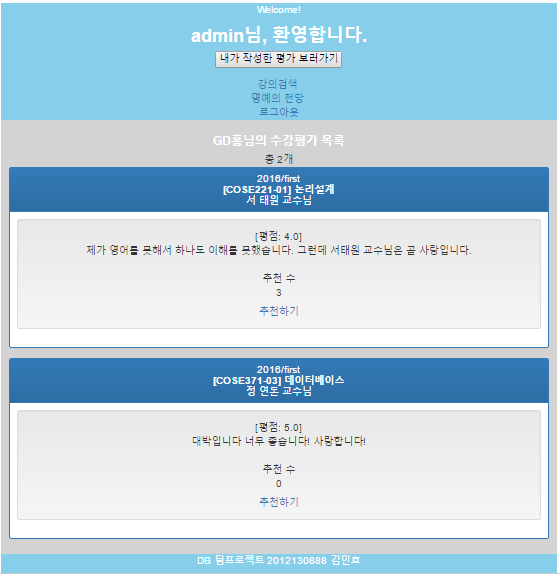 Welcome!
admin님, 환영합니다.
내가 작성한 평가 보러가기
강의검색
명예의 전당
로그아웃
GD홍님의 수강평가 목록
총 2개
2016/first
[COSE221-01] 논리설계
서 태원 교수님
[평점: 4.0]
제가 영어를 못해서 하나도 이해를 못했습니다. 그런데 서태원 교수님은 곧 사랑입니다.
추천 수
3
추천하기
2016/first
[COSE371-03] 데이터베이스
정 연돈 교수님
[평점: 5.0]
대박입니다 너무 좋습니다! 사랑합니다!
추천 수
0
추천하기
DB 팀프로젝트 2012130888 김인호